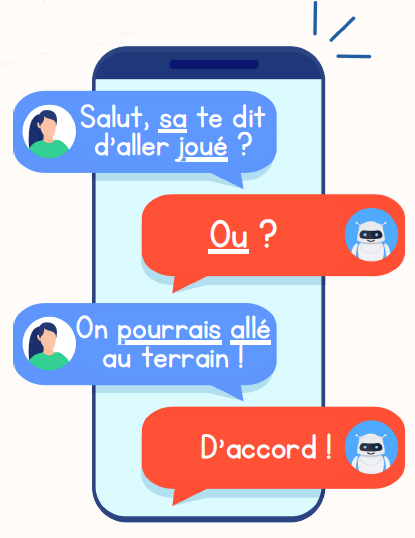 Salut, sa te dit
d'aller joué ?
Ou ?
On pourrais allé
au terrain !
D'accord !